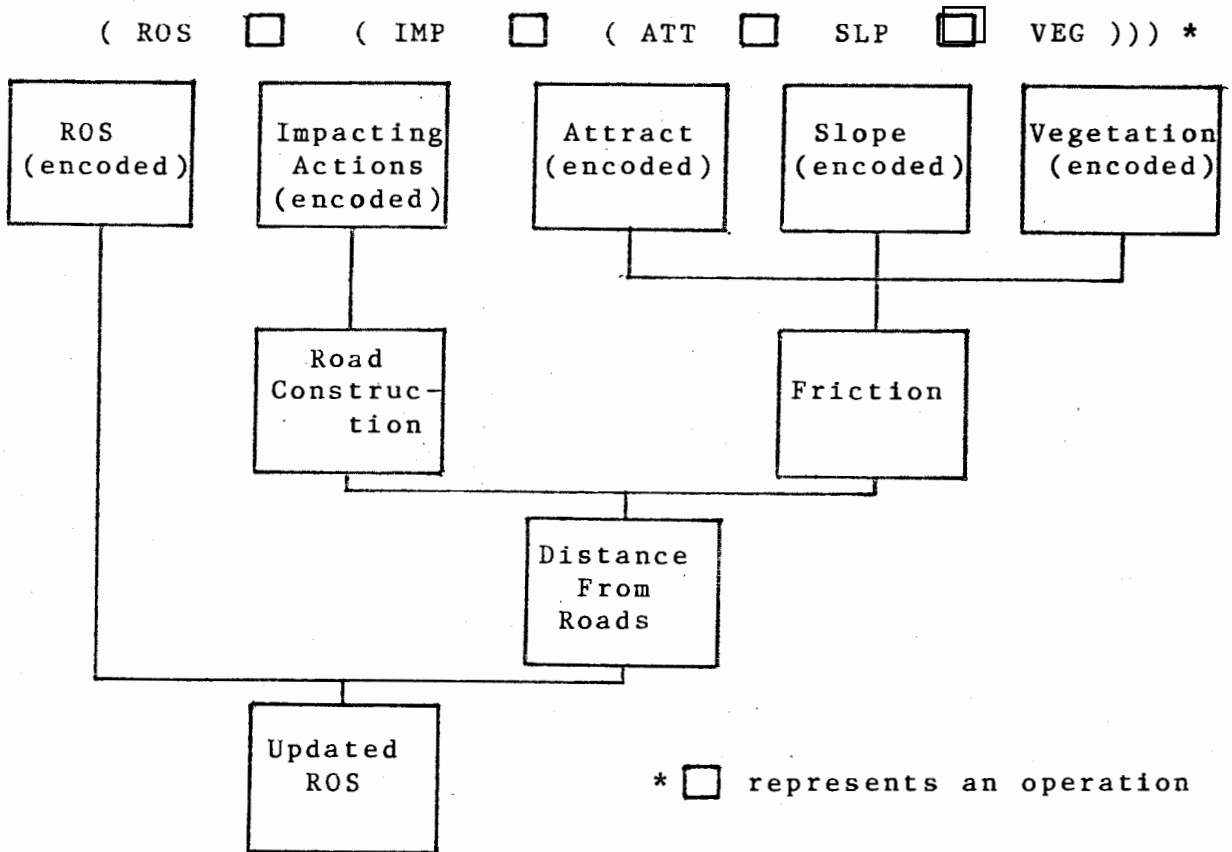 ( ROS □ ( IMP □ ( ATT □ SLP □ VEG ))) *
ROS
(encoded)
Impacting
Actions
(encoded)
Attract
(encoded)
Slope
(encoded)
Vegetation
(encoded)
Road
Construc-
tion
Friction
Distance
From
Roads
Updated
ROS
* □ represents an operation